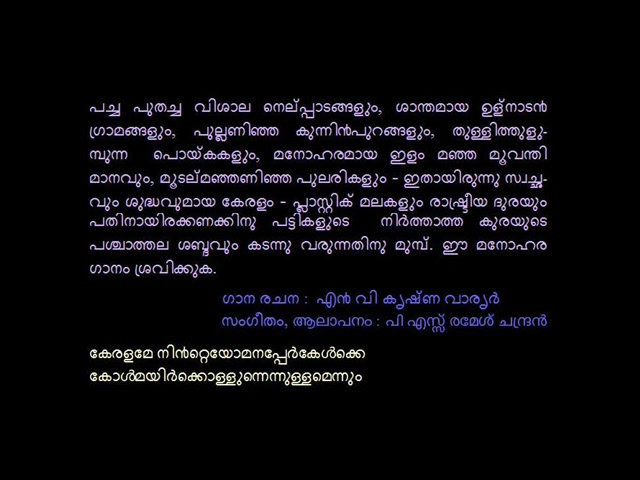 പച്ച പുതച്ച വിശാല നെല്പ്പാടങ്ങളും, ശാന്തമായ ഉള്നാടൻ
ഗ്രാമങ്ങളും, പുല്ലണിഞ്ഞ കുന്നിൻപുറങ്ങളും, തുള്ളിത്തുളു-
മ്പുന്ന പൊയ്കകളും, മനോഹരമായ ഇളം മഞ്ഞ മൂവന്തി
മാനവും, മൂടല്മഞ്ഞണിഞ്ഞ പുലരികളും - ഇതായിരുന്നു സ്വച്ഛ-
വും ശുദ്ധവുമായ കേരളം - പ്ലാസ്റ്റിക് മലകളും രാഷ്ട്രീയ ദുരയും
പതിനായിരക്കണക്കിനു പട്ടികളുടെ നിർത്താത്ത കുരയുടെ
പശ്ചാത്തല ശബ്ദവും കടന്നു വരുന്നതിനു മുമ്പ്. ഈ മനോഹര
ഗാനം ശ്രവിക്കുക.
ഗാന രചന : എൻ വി കൃഷ്ണ വാര്യർ
സംഗീതം, ആലാപനം : പി എസ്സ് രമേശ് ചന്ദ്രൻ
കേരളമേ നിൻറ്റെയോമനപ്പേർകേൾക്കെ
കോൾമയിർക്കൊള്ളുന്നെന്നുള്ളമെന്നും